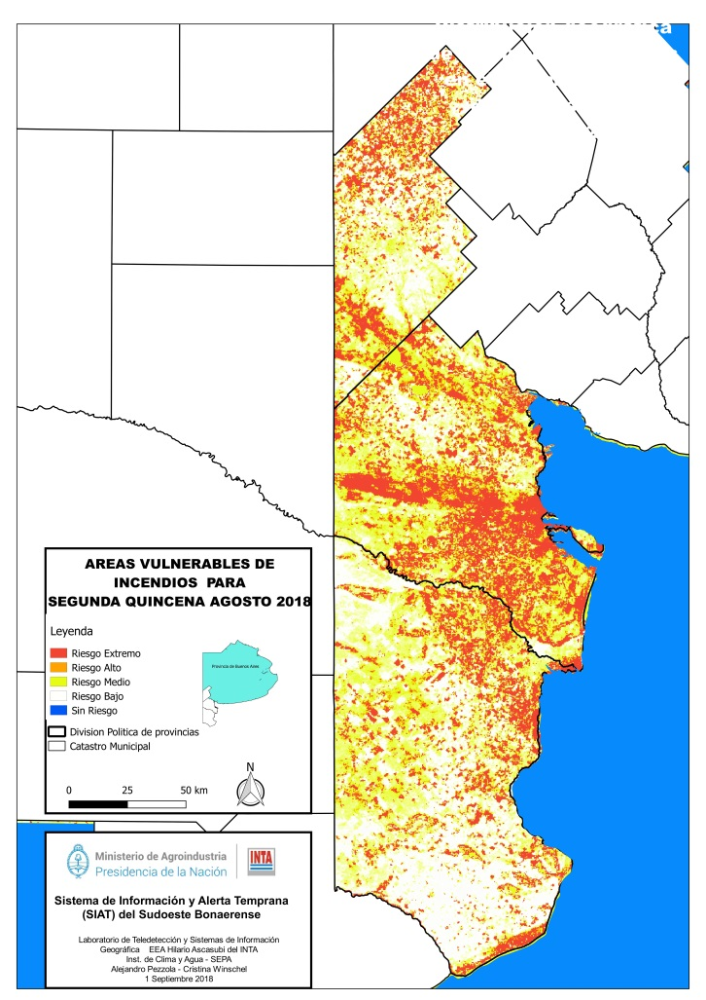 AREAS VULNERABLES DE
INCENDIOS PARA
SEGUNDA QUINCENA AGOSTO 2018
Leyenda
Riesgo Extremo
Riesgo Alto
Riesgo Medio
Riesgo Bajo
Sin Riesgo
Provincia de Buenos Aires
Division Politica de provincias
Catastro Municipal
N
0 25 50 km
Ministerio de Agroindustria
Presidencia de la Nación
INTA
Sistema de Información y Alerta Temprana
(SIAT) del Sudoeste Bonaerense
Laboratorio de Teledetección y Sistemas de Información
Geográfica EEA Hilario Ascasubi del INTA
Inst. de Clima y Agua - SEPA
Alejandro Pezzola - Cristina Winschel
1 Septiembre 2018